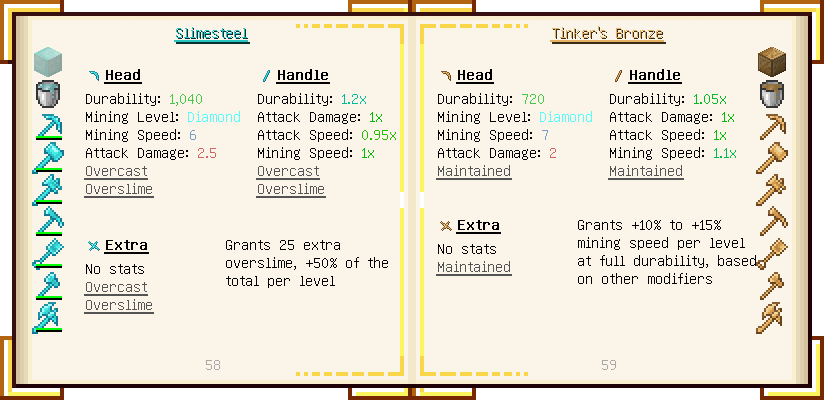 Slimesteel
Head
Durability: 1,040
Mining Level: Diamond
Mining Speed: 6
Attack Damage: 2.5
Overcast
Overslime
Handle
Durability: 1.2x
Attack Damage: 1x
Attack Speed: 0.95x
Mining Speed: 1x
Overcast
Overslime
Extra
No stats
Overcast
Overslime
Grants 25 extra
overslime, +50% of the
total per level
58
Tinker's Bronze
Head
Durability: 720
Mining Level: Diamond
Mining Speed: 7
Attack Damage: 2
Maintained
Handle
Durability: 1.05x
Attack Damage: 1x
Attack Speed: 1x
Mining Speed: 1.1x
Maintained
Extra
No stats
Maintained
Grants +10% to +15%
mining speed per level
at full durability, based
on other modifiers
59